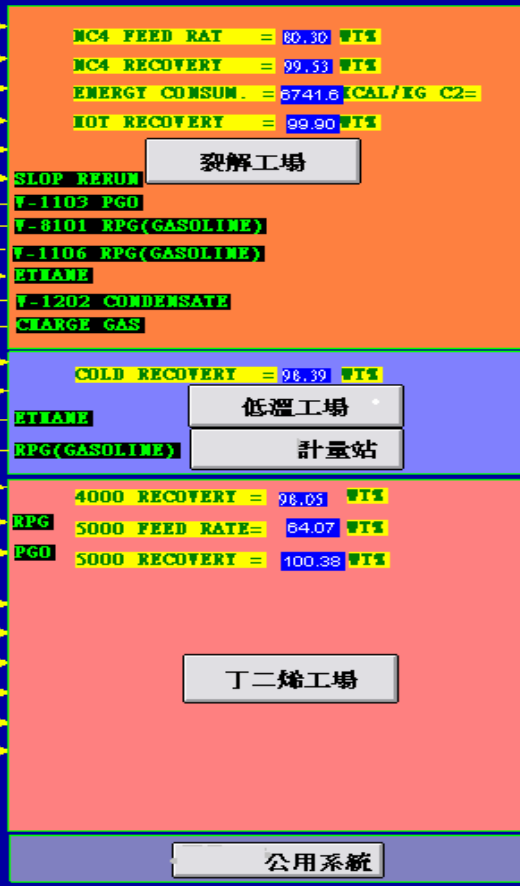 NC4 FEED RAT = 80.30 WT%
NC4 RECOVERY = 99.53 WT%
ENERGY CONSUM. = 6741.6 KCAL/KG C2=
HOT RECOVERY = 99.90 WT%
裂解工場
SLOP RERUN
V-1103 PGO
V-8101 RPG(GASOLINE)
V-1106 RPG(GASOLINE)
ETHANE
V-1202 CONDENSATE
CHARGE GAS
COLD RECOVERY = 98.39 WT%
低溫工場
ETHANE
RPG(GASOLINE)
計量站
4000 RECOVERY = 98.05 WT%
RPG
5000 FEED RATE= 64.07 WT%
PGO
5000 RECOVERY = 100.38 WT%
丁二烯工場
公用系統